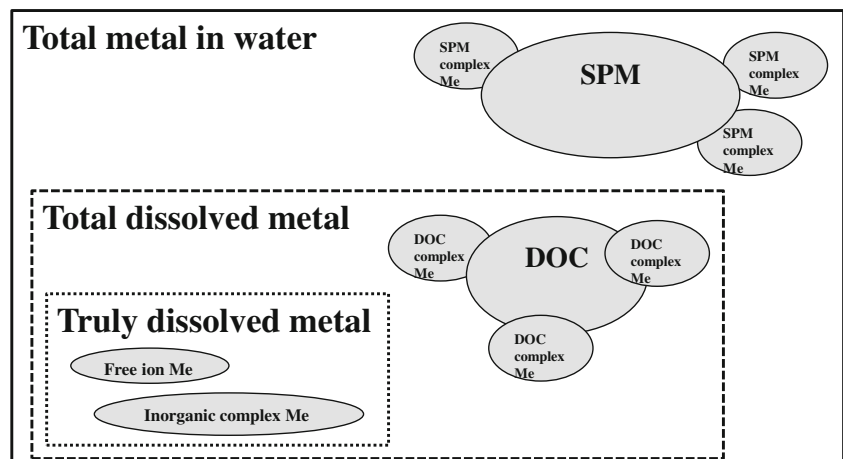 Total metal in water
SPM
complex
Me
SPM
SPM
complex
Me
SPM
complex
Me
Total dissolved metal
DOC
complex
Me
DOC
DOC
complex
Me
DOC
complex
Me
Truly dissolved metal
Free ion Me
Inorganic complex Me